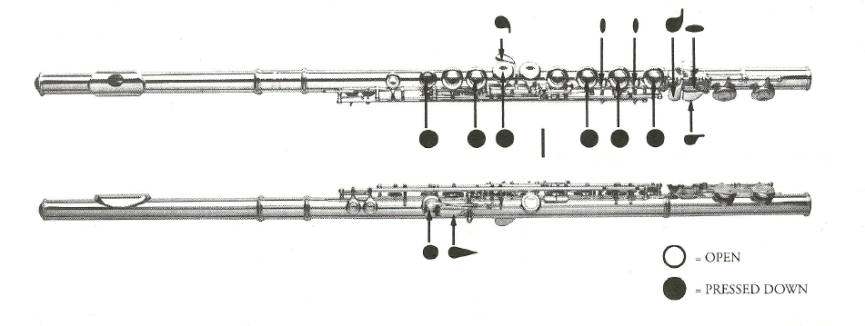 = OPEN
= PRESSED DOWN